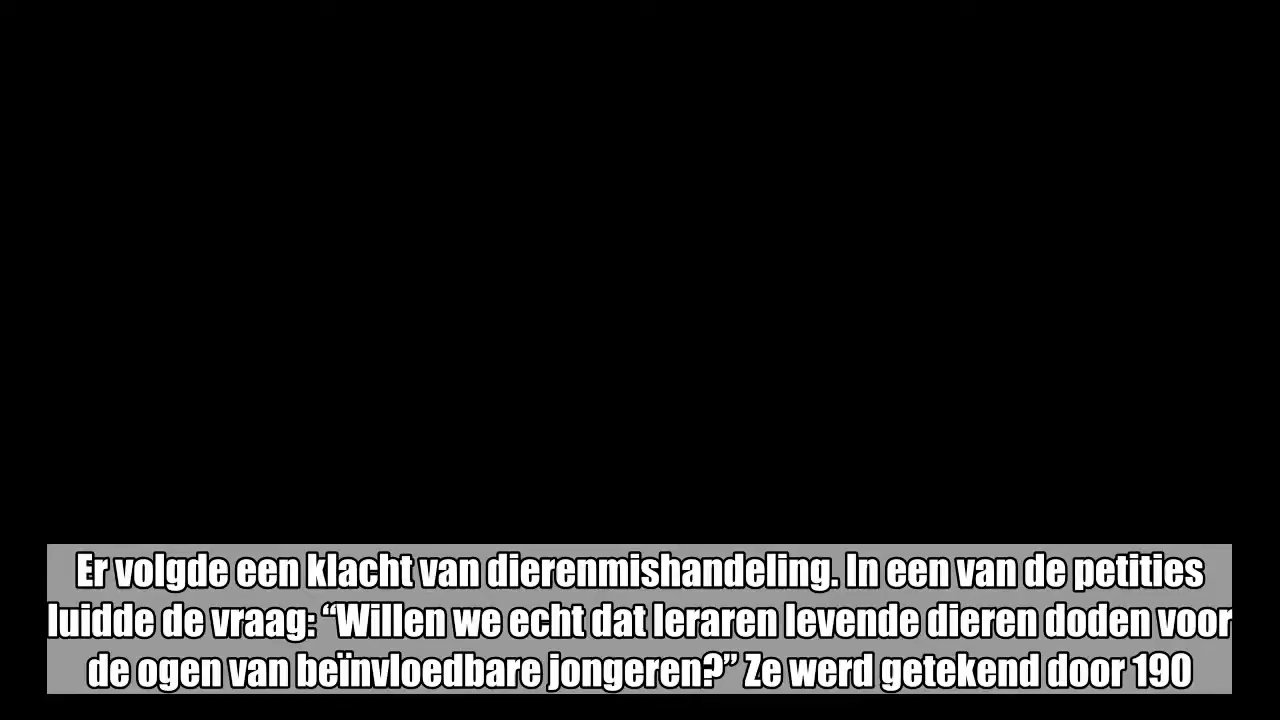 Er volgde een klacht van dierenmishandeling. In een van de petities
luidde de vraag: “Willen we echt dat leraren levende dieren doden voor
de ogen van beïnvloedbare jongeren?” Ze werd getekend door 190